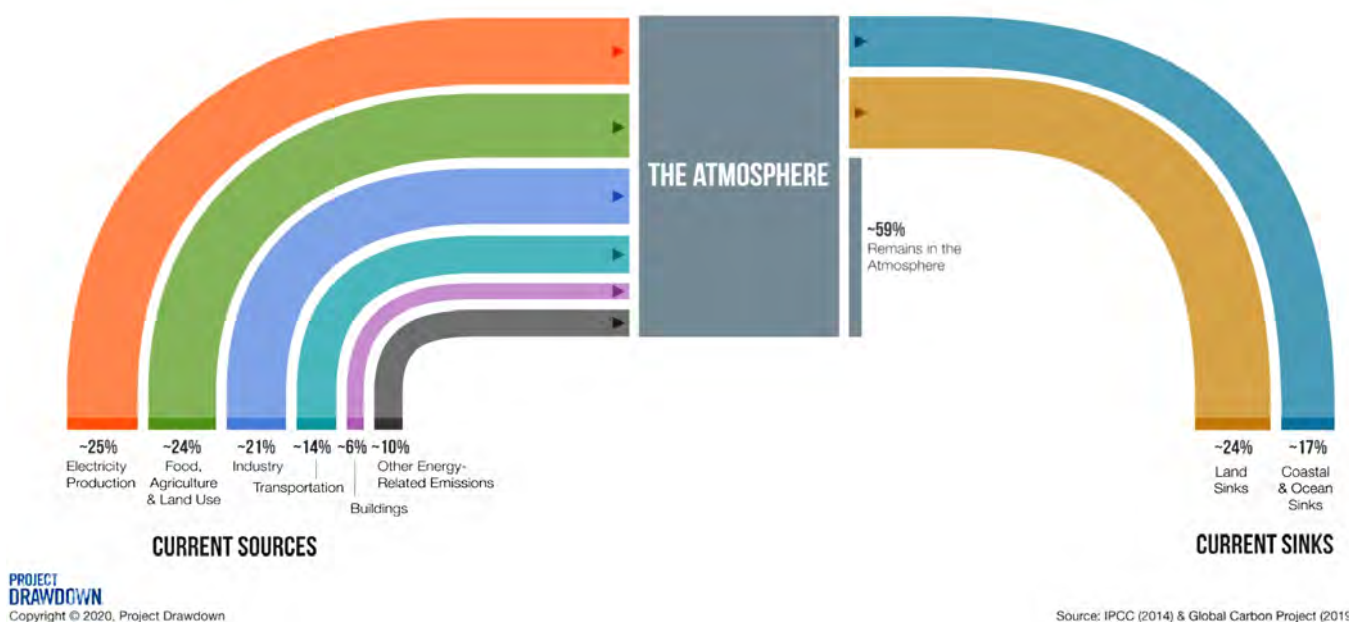 THE ATMOSPHERE
~59%
Remains in the
Atmosphere
~25%
Electricity
Production
~24%
Food,
Agriculture
& Land Use
~21%
Industry
~14%
Transportation
~6%
Buildings
~10%
Other Energy-
Related Emissions
~24%
Land
Sinks
~17%
Coastal
& Ocean
Sinks
CURRENT SOURCES
CURRENT SINKS
PROJECT
DRAWDOWN
Copyright © 2020, Project Drawdown
Source: IPCC (2014) & Global Carbon Project (2019